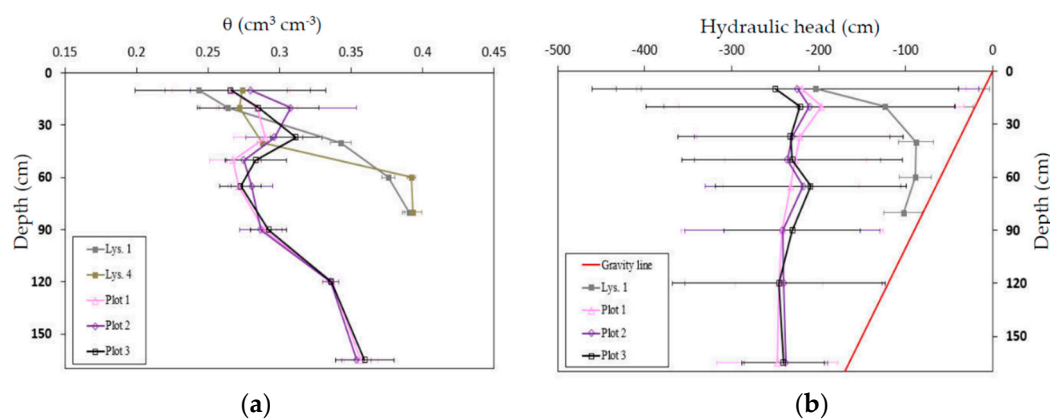 θ (cm³ cm⁻³)
0.15 0.2 0.25 0.3 0.35 0.4 0.45
0
30
60
90
120
150
Depth (cm)
Lys. 1
Lys. 4
Plot 1
Plot 2
Plot 3
(a)
Hydraulic head (cm)
-500 -400 -300 -200 -100 0
0
30
60
90
120
150
Depth (cm)
Gravity line
Lys. 1
Plot 1
Plot 2
Plot 3
(b)